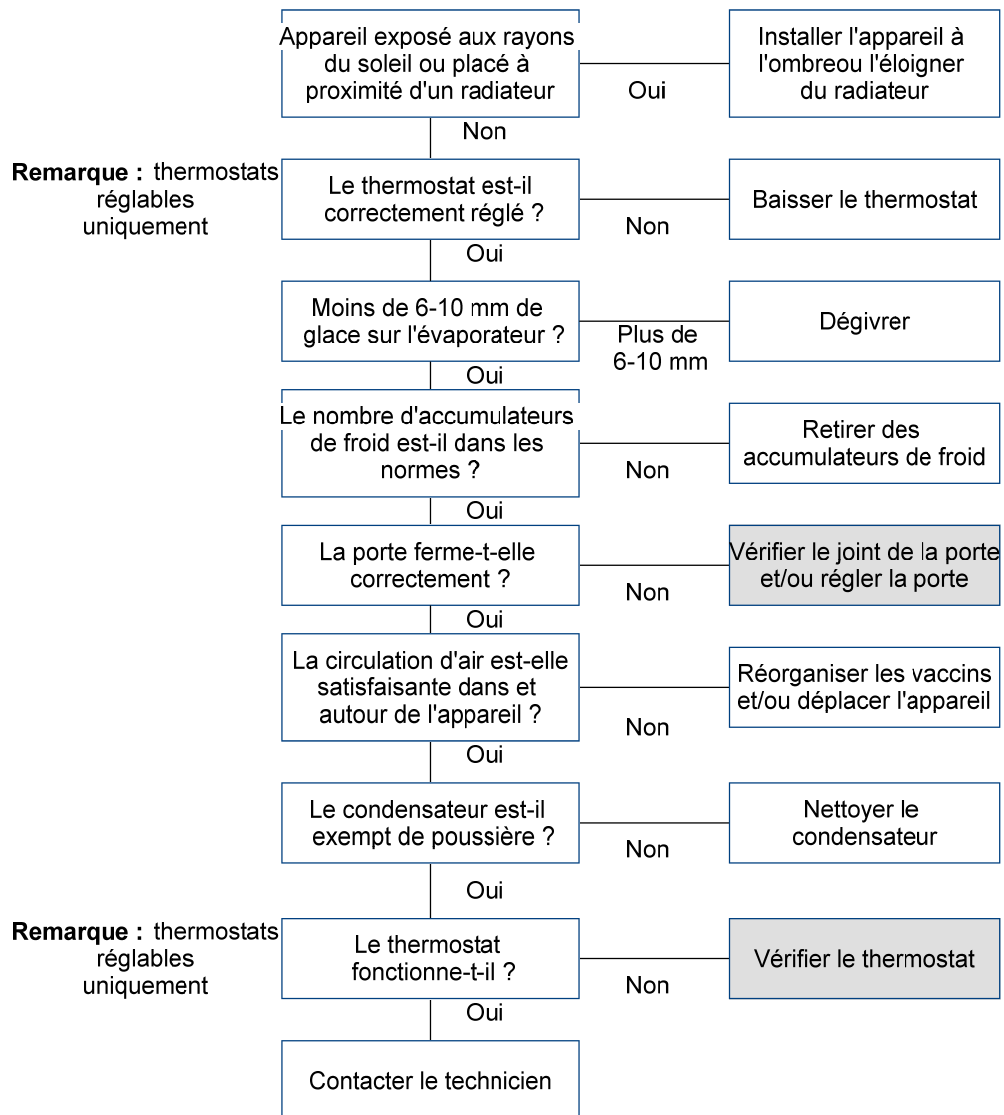 Appareil exposé aux rayons
du soleil ou placé à
proximité d'un radiateur
Oui
Installer l'appareil à
l'ombreou l'éloigner
du radiateur
Non
Remarque : thermostats
réglables
uniquement
Le thermostat est-il
correctement réglé ?
Non
Baisser le thermostat
Oui
Moins de 6-10 mm de
glace sur l'évaporateur ?
Plus de
6-10 mm
Dégivrer
Oui
Le nombre d'accumulateurs
de froid est-il dans les
normes ?
Non
Retirer des
accumulateurs de froid
Oui
La porte ferme-t-elle
correctement ?
Non
Vérifier le joint de la porte
et/ou régler la porte
Oui
La circulation d'air est-elle
satisfaisante dans et
autour de l'appareil ?
Non
Réorganiser les vaccins
et/ou déplacer l'appareil
Oui
Le condensateur est-il
exempt de poussière ?
Non
Nettoyer le
condensateur
Oui
Remarque : thermostats
réglables
uniquement
Le thermostat
fonctionne-t-il ?
Non
Vérifier le thermostat
Oui
Contacter le technicien